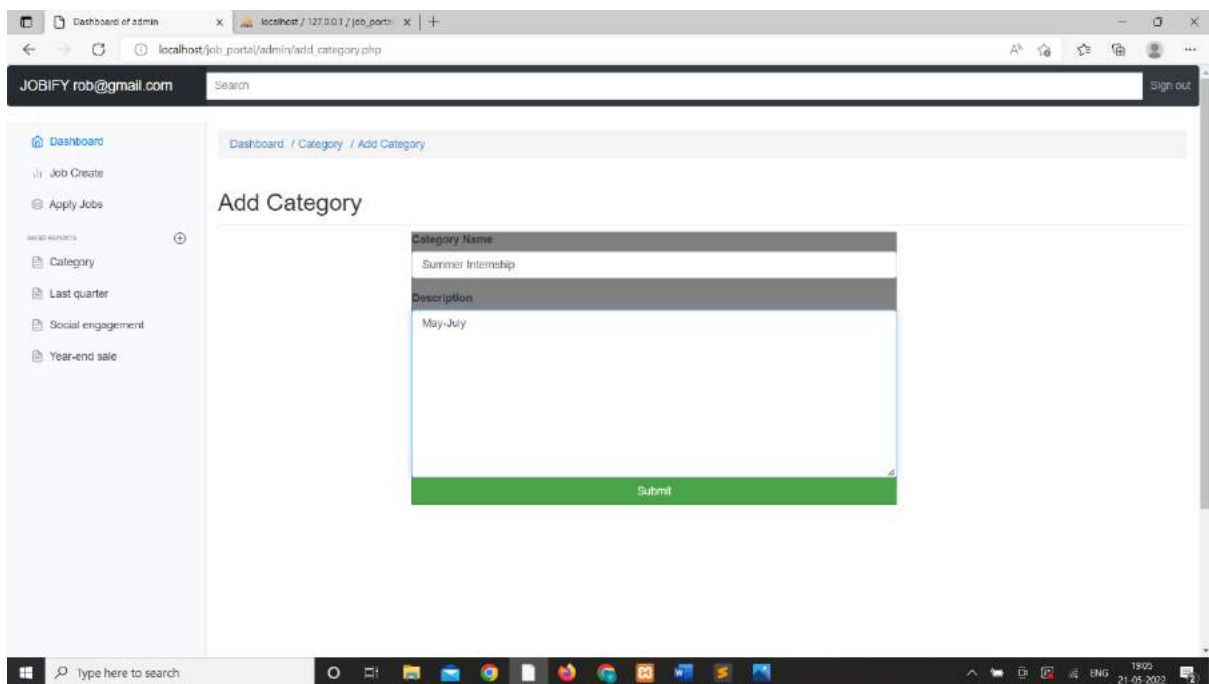 Dashboard of admin
localhost / 127.0.0.1 / job_porta
localhost/job_portal/admin/add_category.php
JOBIFY rob@gmail.com
Search
Sign out
Dashboard
Dashboard / Category / Add Category
Job Create
Apply Jobs
Add Category
SAVED REPORTS
Category
Last quarter
Social engagement
Year-end sale
Category Name
Summer Internship
Description
May-July
Submit
Type here to search
ENG
19:05
21-05-2022